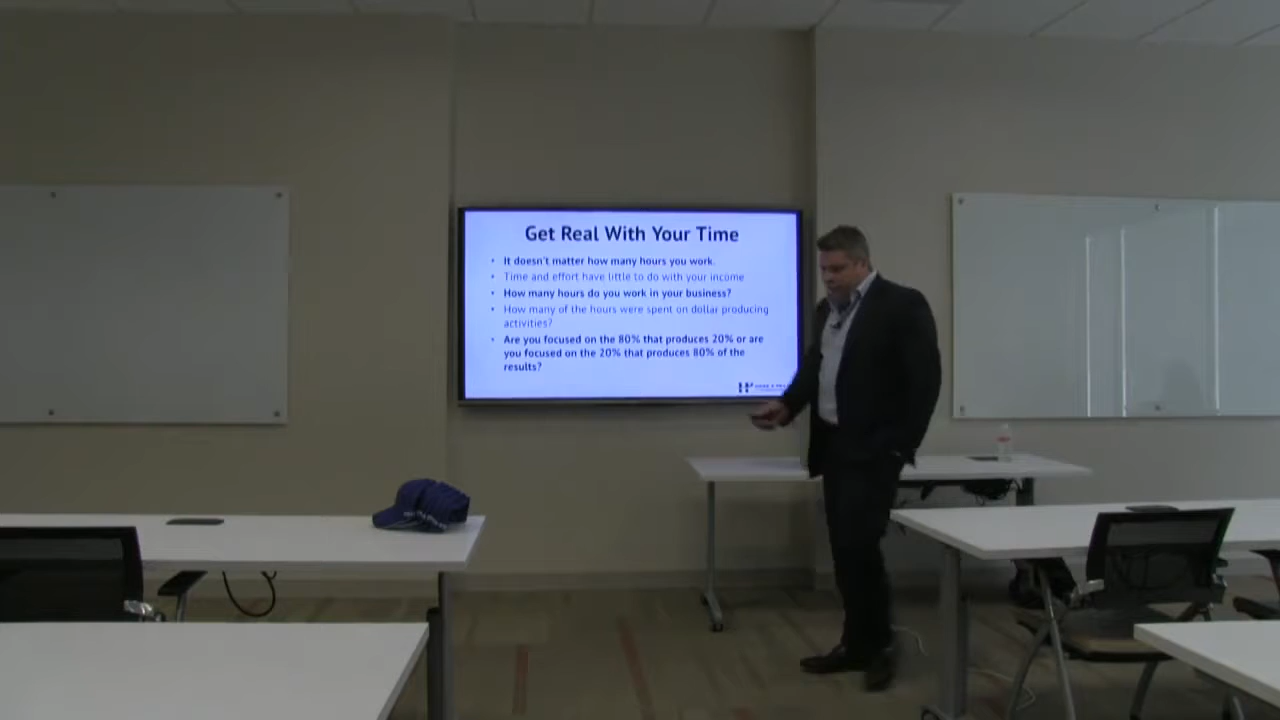 Get Real With Your Time
• It doesn't matter how many hours you work.
• Time and effort have little to do with your income
• How many hours do you work in your business?
• How many of the hours were spent on dollar producing
activities?
• Are you focused on the 80% that produces 20% or are
you focused on the 20% that produces 80% of the
results?